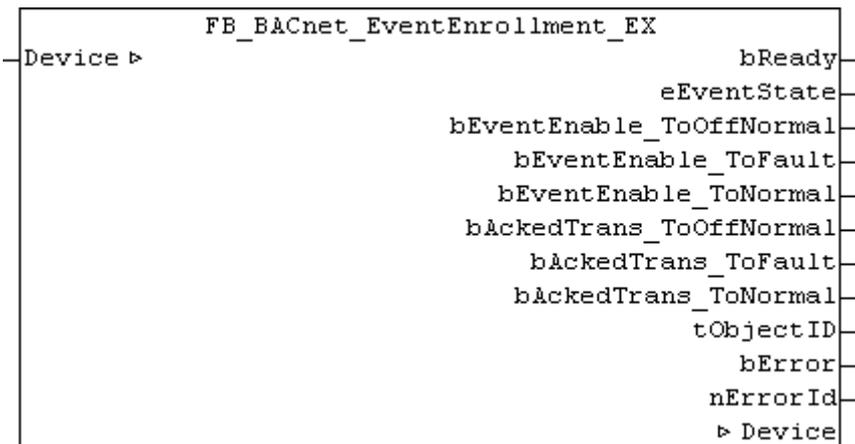 FB_BACnet_EventEnrollment_EX
Device ▷ bReady
eEventState
bEventEnable_ToOffNormal
bEventEnable_ToFault
bEventEnable_ToNormal
bAckedTrans_ToOffNormal
bAckedTrans_ToFault
bAckedTrans_ToNormal
tObjectID
bError
nErrorId
▷ Device